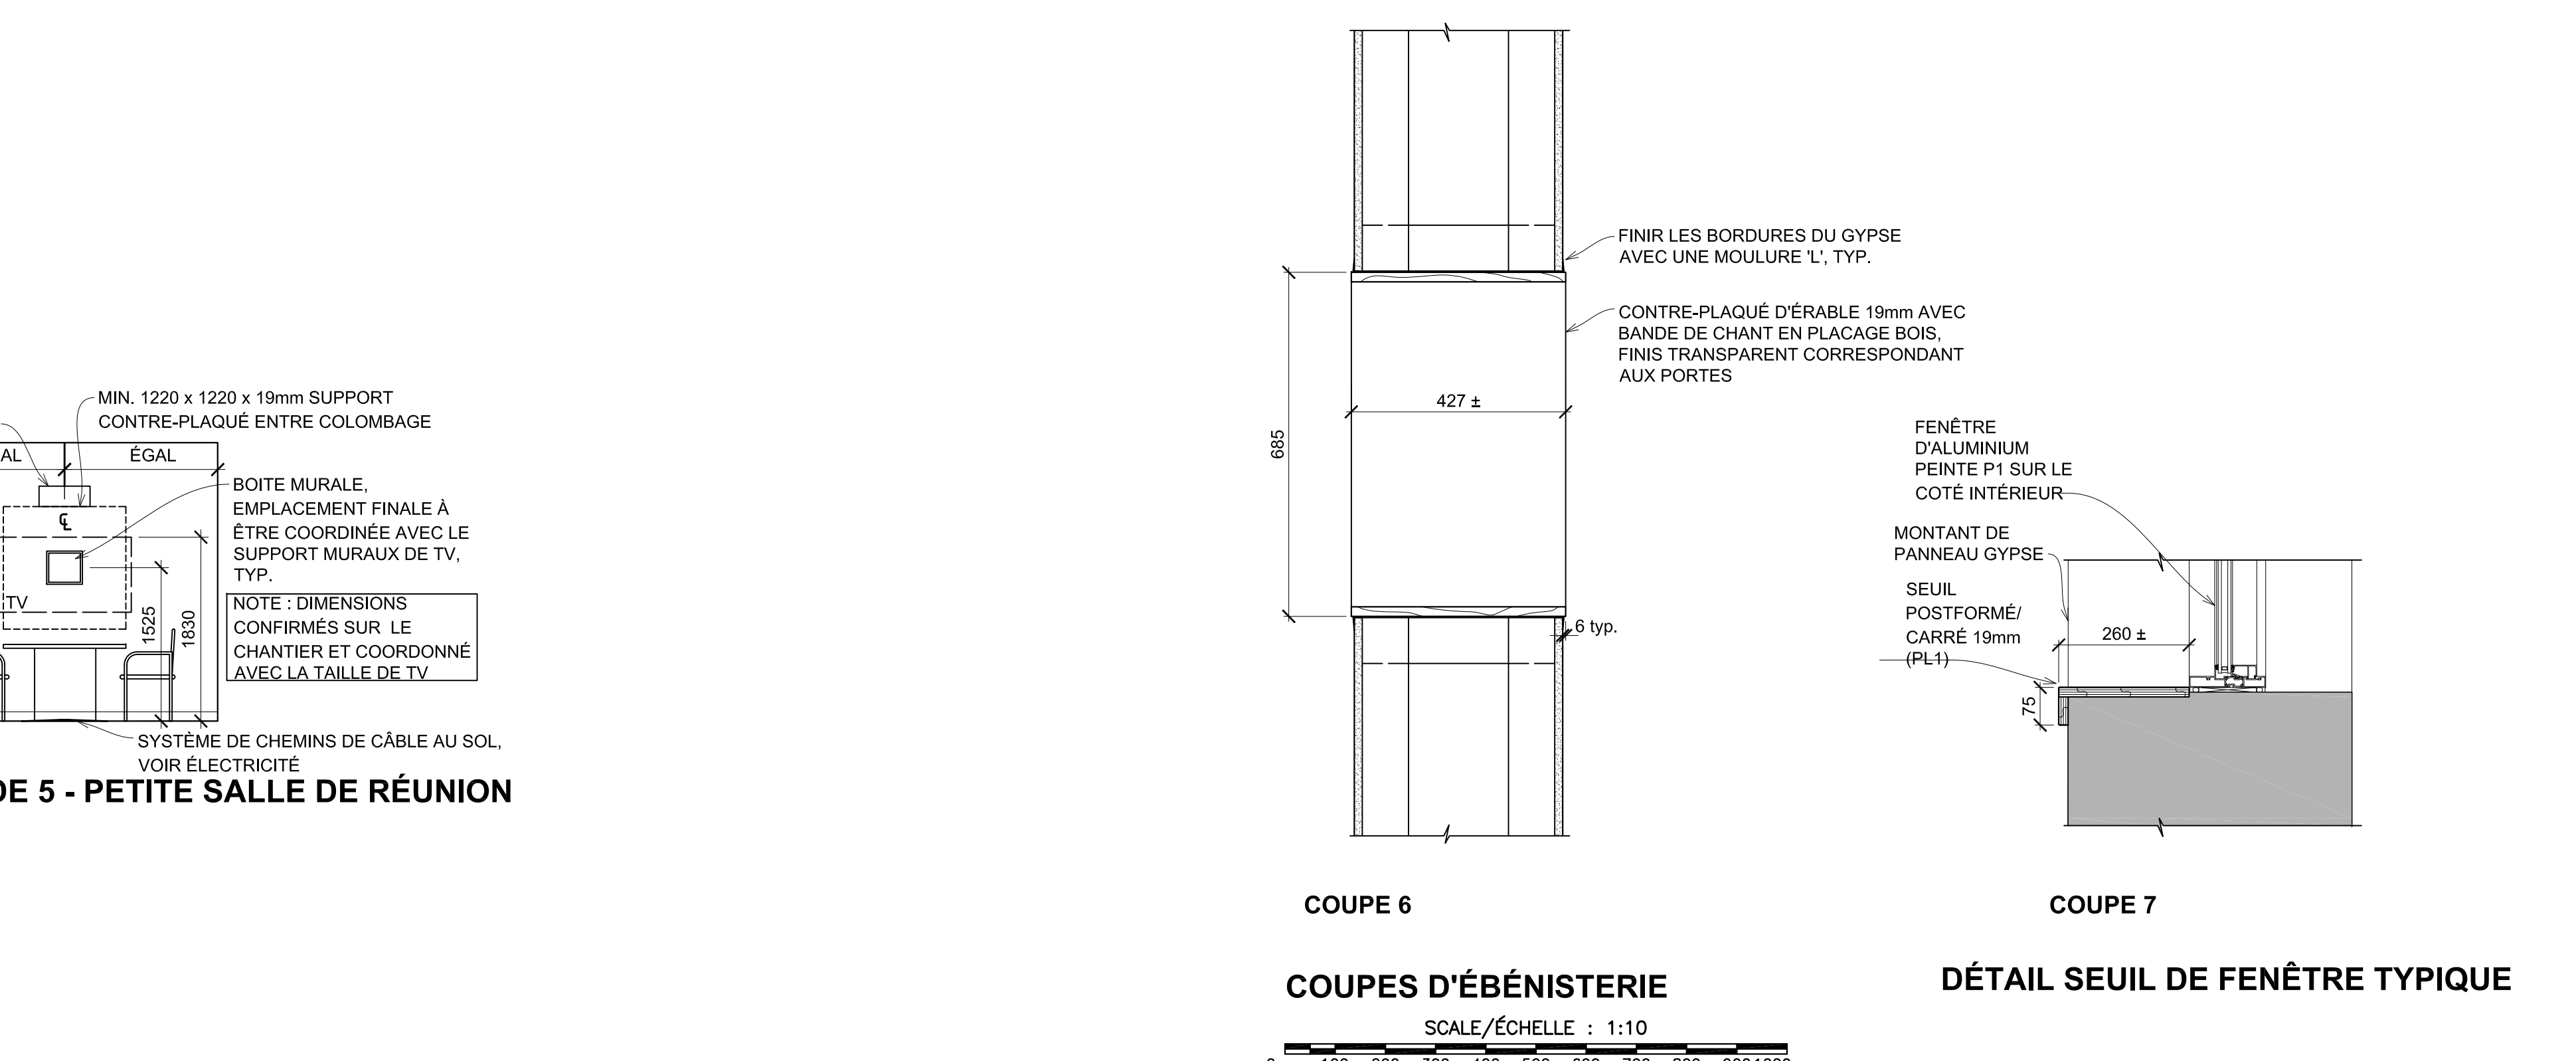 MIN. 1220 x 1220 x 19mm SUPPORT
CONTRE-PLAQUÉ ENTRE COLOMBAGE
AL
ÉGAL
BOITE MURALE,
EMPLACEMENT FINALE À
ÊTRE COORDINÉE AVEC LE
SUPPORT MURAUX DE TV,
TYP.
TV
1525
1830
NOTE : DIMENSIONS
CONFIRMÉS SUR LE
CHANTIER ET COORDONNÉ
AVEC LA TAILLE DE TV
SYSTÈME DE CHEMINS DE CÂBLE AU SOL,
VOIR ÉLECTRICITÉ
DE 5 - PETITE SALLE DE RÉUNION
FINIR LES BORDURES DU GYPSE
AVEC UNE MOULURE 'L', TYP.
CONTRE-PLAQUÉ D'ÉRABLE 19mm AVEC
BANDE DE CHANT EN PLACAGE BOIS,
FINIS TRANSPARENT CORRESPONDANT
AUX PORTES
427 ±
685
6 typ.
COUPE 6
COUPES D'ÉBÉNISTERIE
SCALE/ÉCHELLE : 1:10
FENÊTRE
D'ALUMINIUM
PEINTE P1 SUR LE
COTÉ INTÉRIEUR
MONTANT DE
PANNEAU GYPSE
SEUIL
POSTFORMÉ/
CARRÉ 19mm
(PL1)
260 ±
75
COUPE 7
DÉTAIL SEUIL DE FENÊTRE TYPIQUE